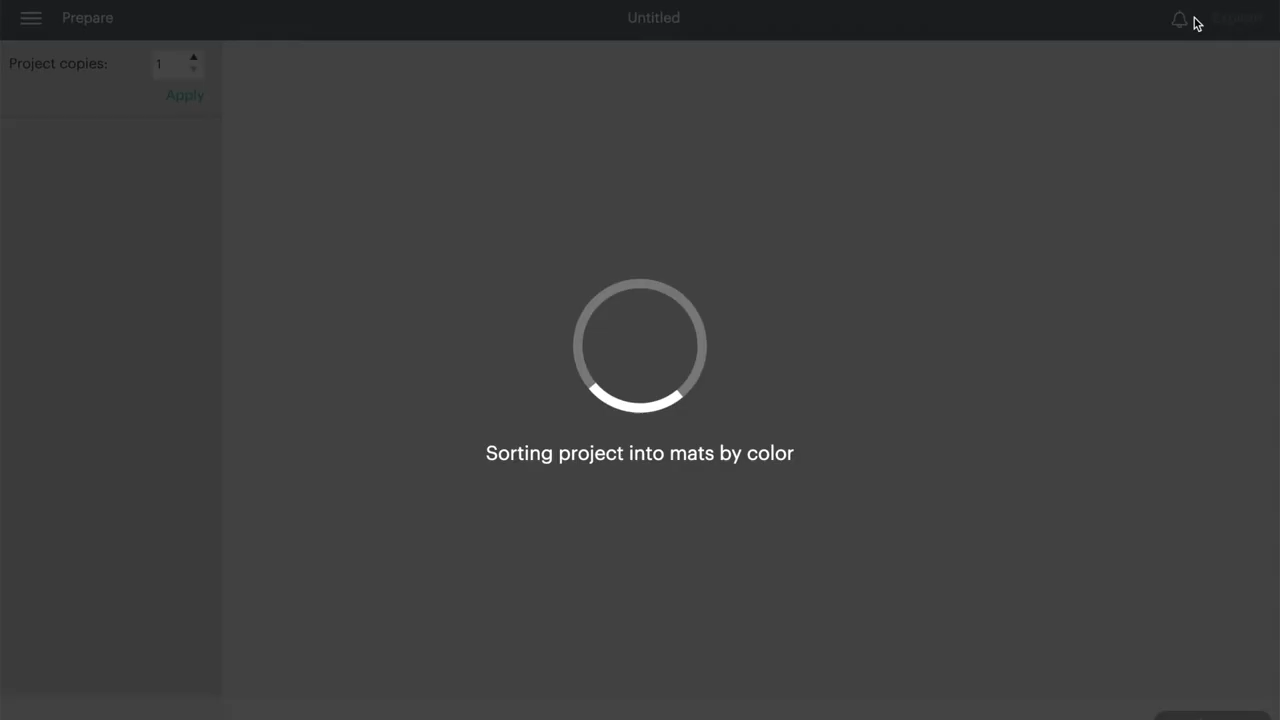 Prepare
Untitled
Project copies:
1
Apply
Sorting project into mats by color